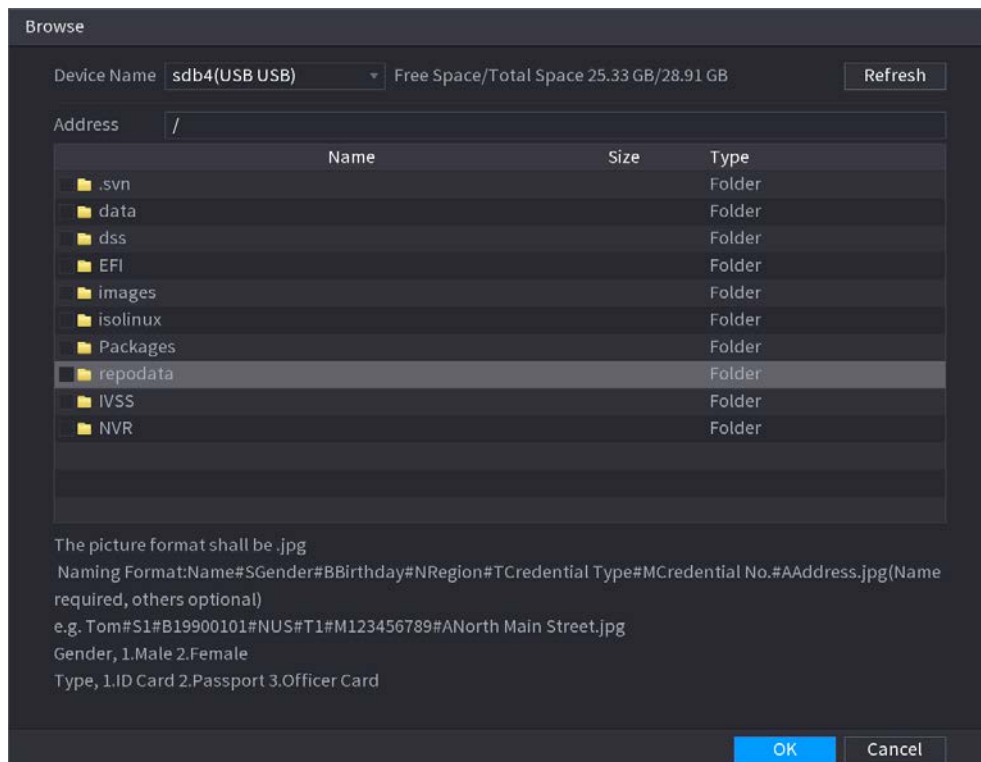 Browse
Device Name sdb4(USB USB) Free Space/Total Space 25.33 GB/28.91 GB Refresh
Address /
Name Size Type
.svn Folder
data Folder
dss Folder
EFI Folder
images Folder
isolinux Folder
Packages Folder
repodata Folder
IVSS Folder
NVR Folder
The picture format shall be .jpg
Naming Format:Name#SGender#BBirthday#NRegion#TCredential Type#MCredential No.#AAddress.jpg(Name
required, others optional)
e.g. Tom#S1#B19900101#NUS#T1#M123456789#ANorth Main Street.jpg
Gender, 1.Male 2.Female
Type, 1.ID Card 2.Passport 3.Officer Card
OK Cancel